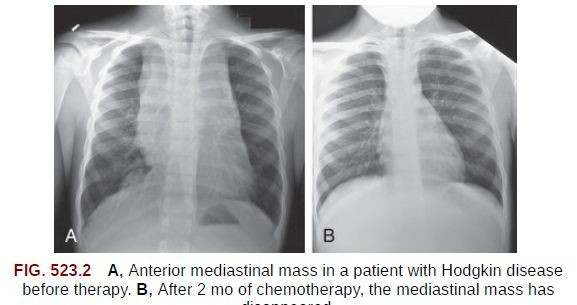 A
B
FIG. 523.2 A, Anterior mediastinal mass in a patient with Hodgkin disease
before therapy. B, After 2 mo of chemotherapy, the mediastinal mass has